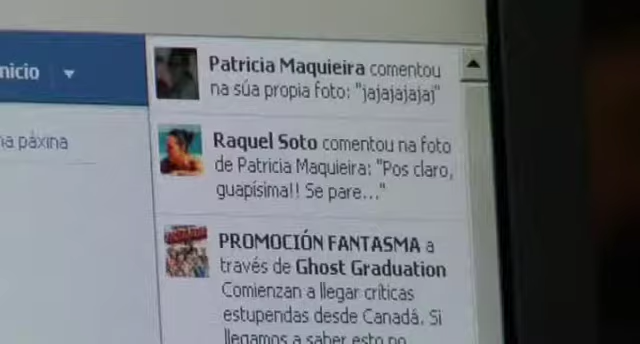 nicio
na páxina
Patricia Maquieira comentou
na súa propia foto: "jajajajajaj"
Raquel Soto comentou na foto
de Patricia Maquieira: "Pos claro,
guapísima!! Se pare..."
PROMOCIÓN FANTASMA a
través de Ghost Graduation
Comienzan a llegar críticas
estupendas desde Canadá. Si
llegamos a saber esto no